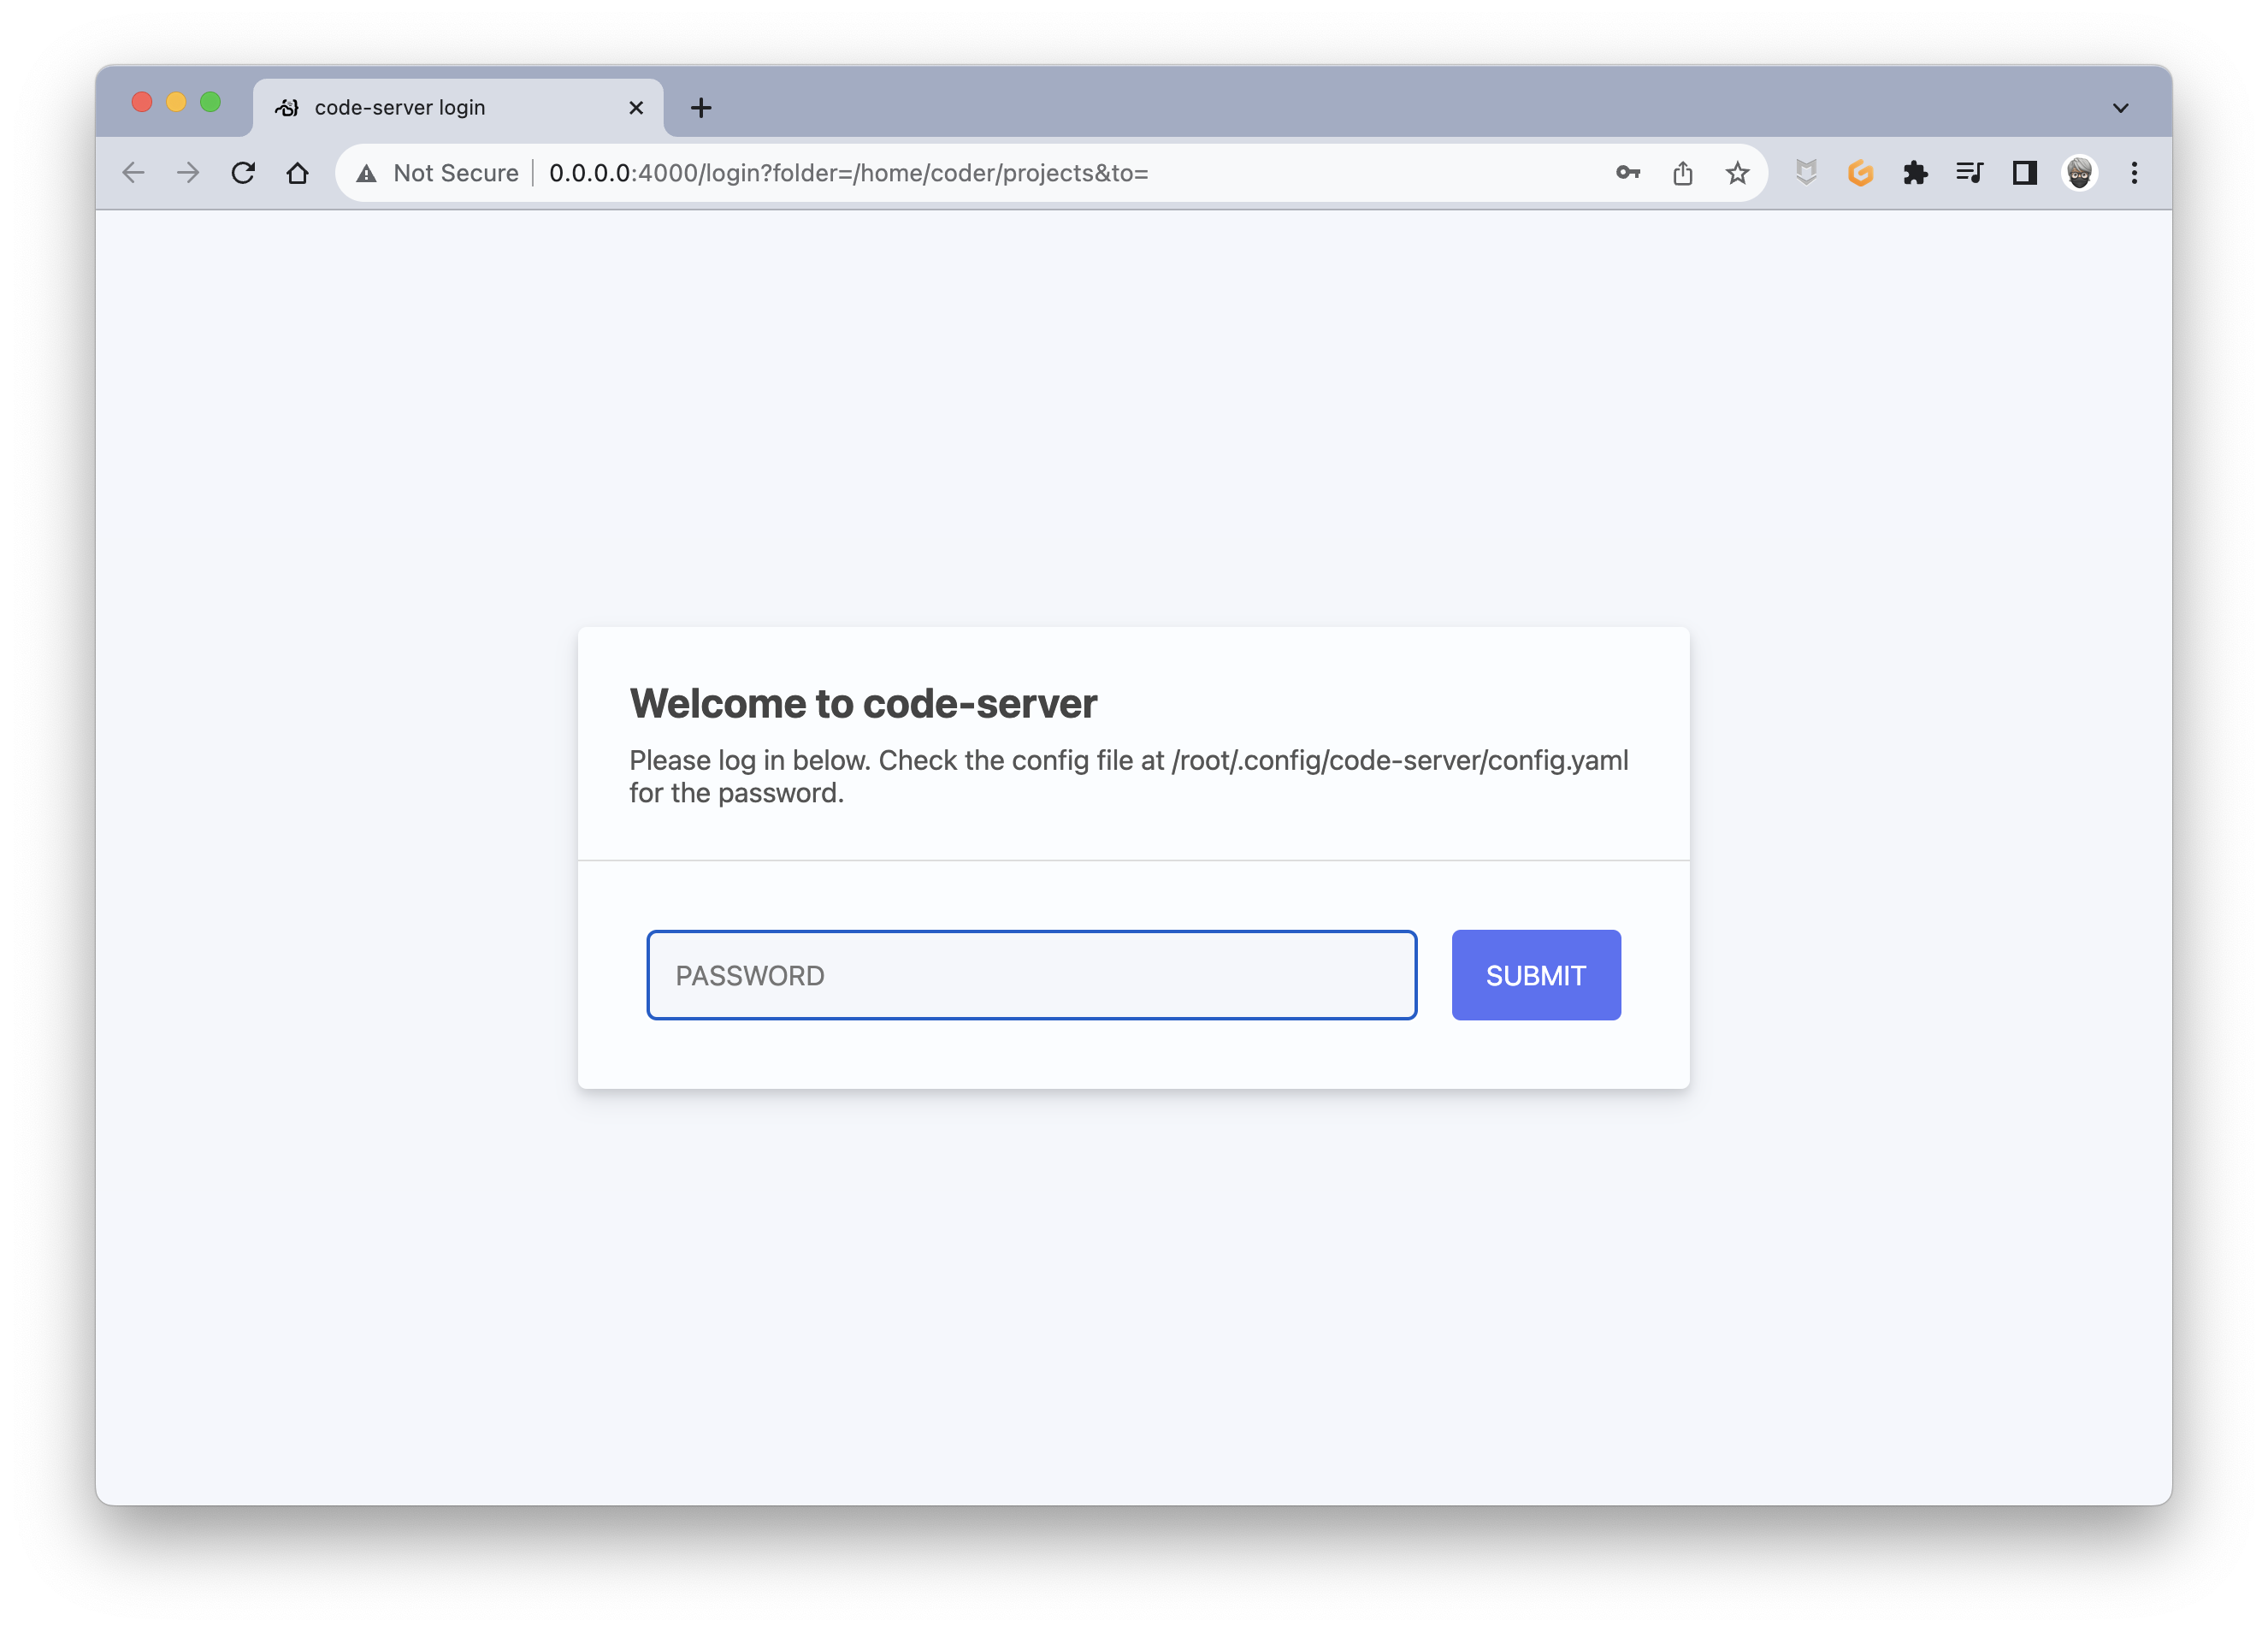 code-server login
Not Secure 0.0.0.0:4000/login?folder=/home/coder/projects&to=
Welcome to code-server
Please log in below. Check the config file at /root/.config/code-server/config.yaml
for the password.
PASSWORD SUBMIT